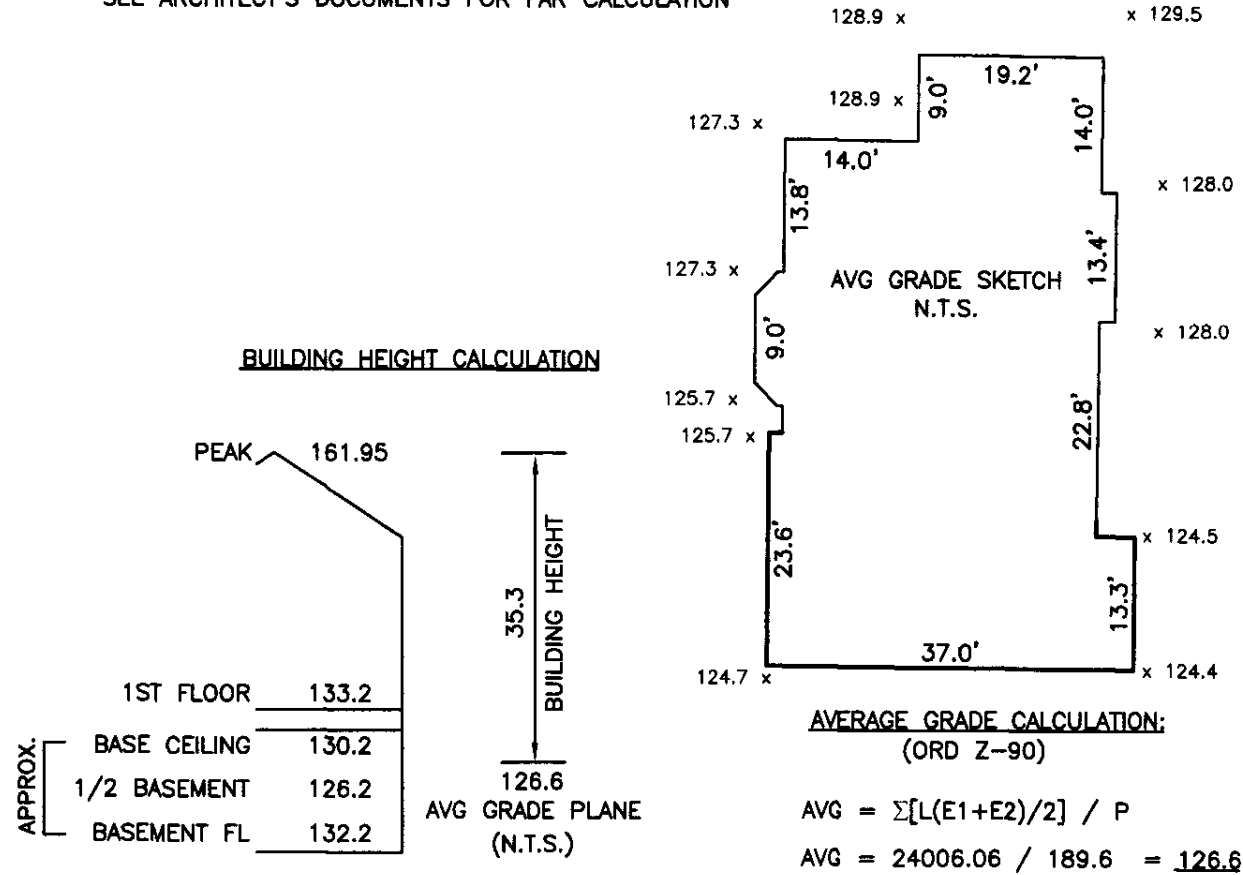 SEE ARCHITECT'S DOCUMENTS FOR FAR CALCULATION
128.9 x
x 129.5
19.2'
128.9 x
9.0'
127.3 x
14.0'
14.0'
x 128.0
13.8'
13.4'
127.3 x
AVG GRADE SKETCH
N.T.S.
9.0'
x 128.0
BUILDING HEIGHT CALCULATION
125.7 x
125.7 x
22.8'
PEAK 161.95
23.6'
x 124.5
13.3'
35.3
BUILDING HEIGHT
37.0'
124.7 x
x 124.4
1ST FLOOR 133.2
APPROX.
BASE CEILING 130.2
1/2 BASEMENT 126.2
BASEMENT FL 132.2
126.6
AVG GRADE PLANE
(N.T.S.)
AVERAGE GRADE CALCULATION:
(ORD Z-90)
AVG = Σ[L(E1+E2)/2] / P
AVG = 24006.06 / 189.6 = 126.6